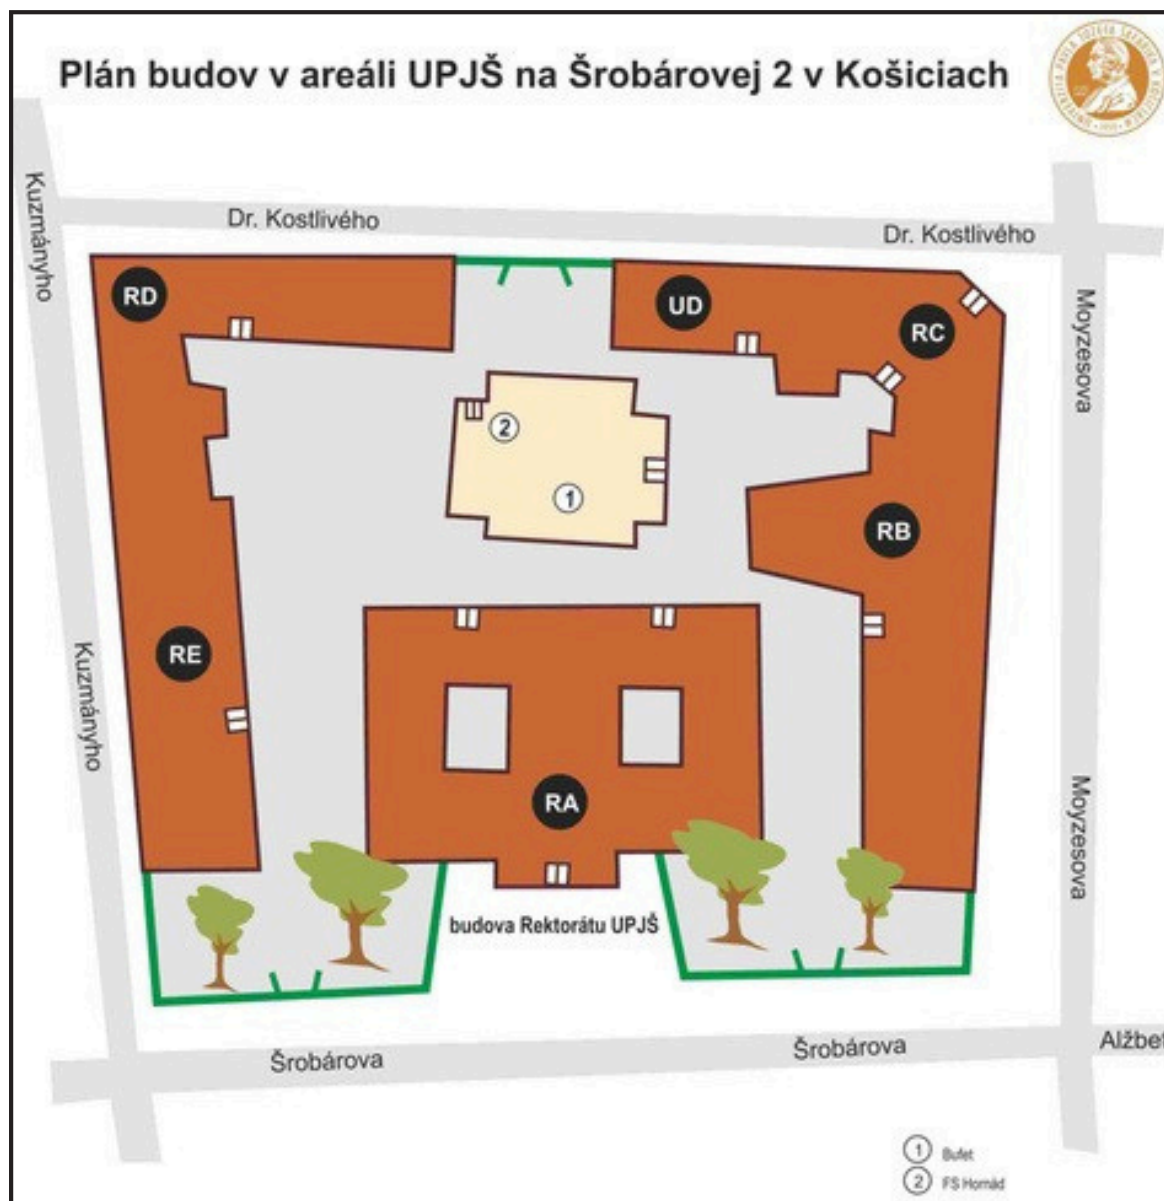 Plán budov v areáli UPJŠ na Šrobárovej 2 v Košiciach
Kuzmányho
Dr. Kostlivého
Dr. Kostlivého
RD
UD
RC
Moyzesova
2
1
RB
RE
Kuzmányho
RA
Moyzesova
budova Rektorátu UPJŠ
Šrobárova
Šrobárova
Alžbet
1 Bufet
2 FS Hornád